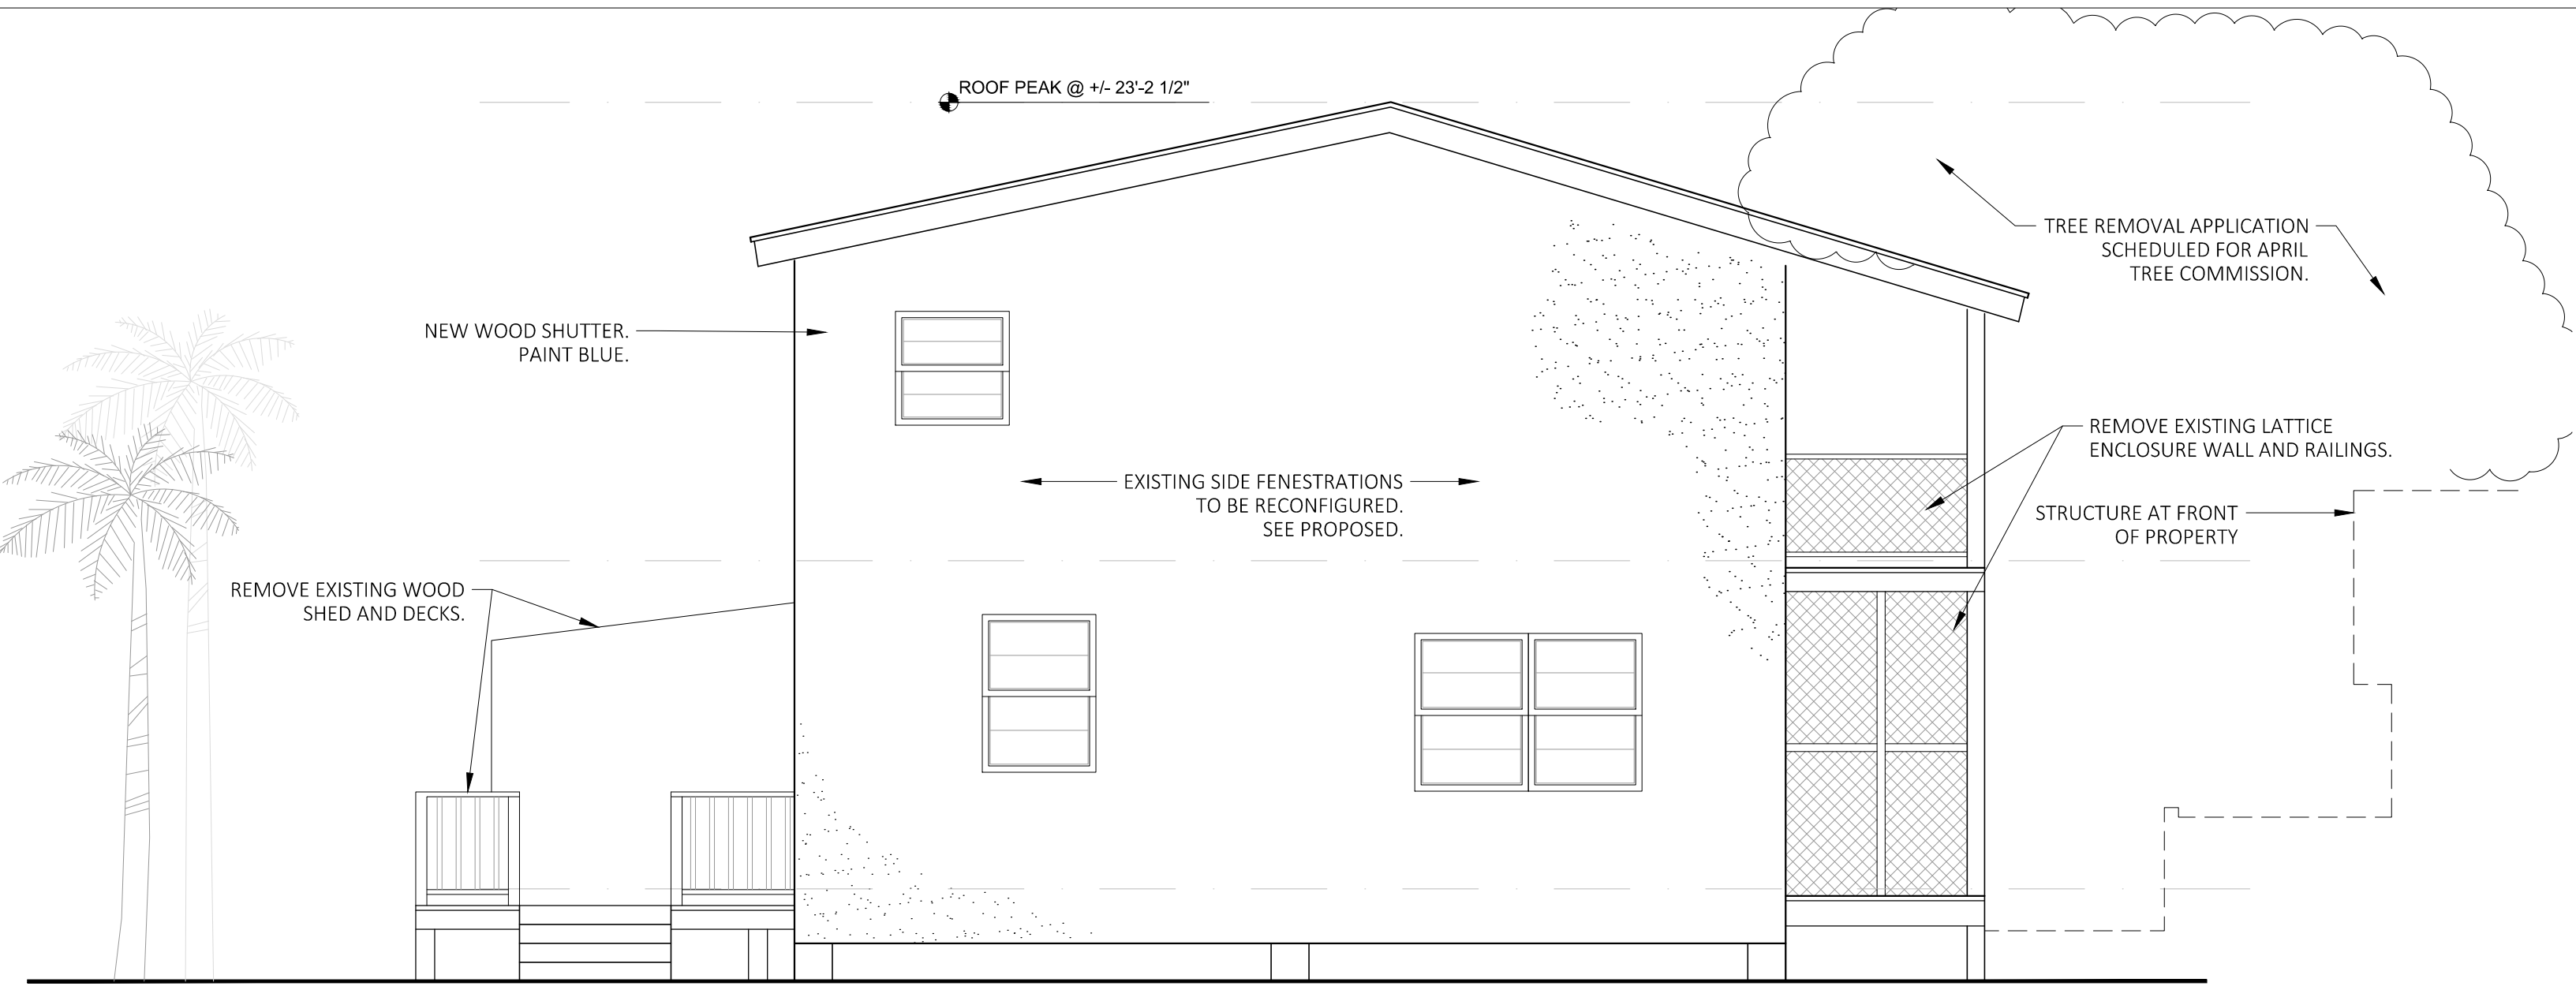 ROOF PEAK @ +/- 23'-2 1/2"
TREE REMOVAL APPLICATION
SCHEDULED FOR APRIL
TREE COMMISSION.
NEW WOOD SHUTTER.
PAINT BLUE.
REMOVE EXISTING LATTICE
ENCLOSURE WALL AND RAILINGS.
EXISTING SIDE FENESTRATIONS
TO BE RECONFIGURED.
SEE PROPOSED.
STRUCTURE AT FRONT
OF PROPERTY
REMOVE EXISTING WOOD
SHED AND DECKS.